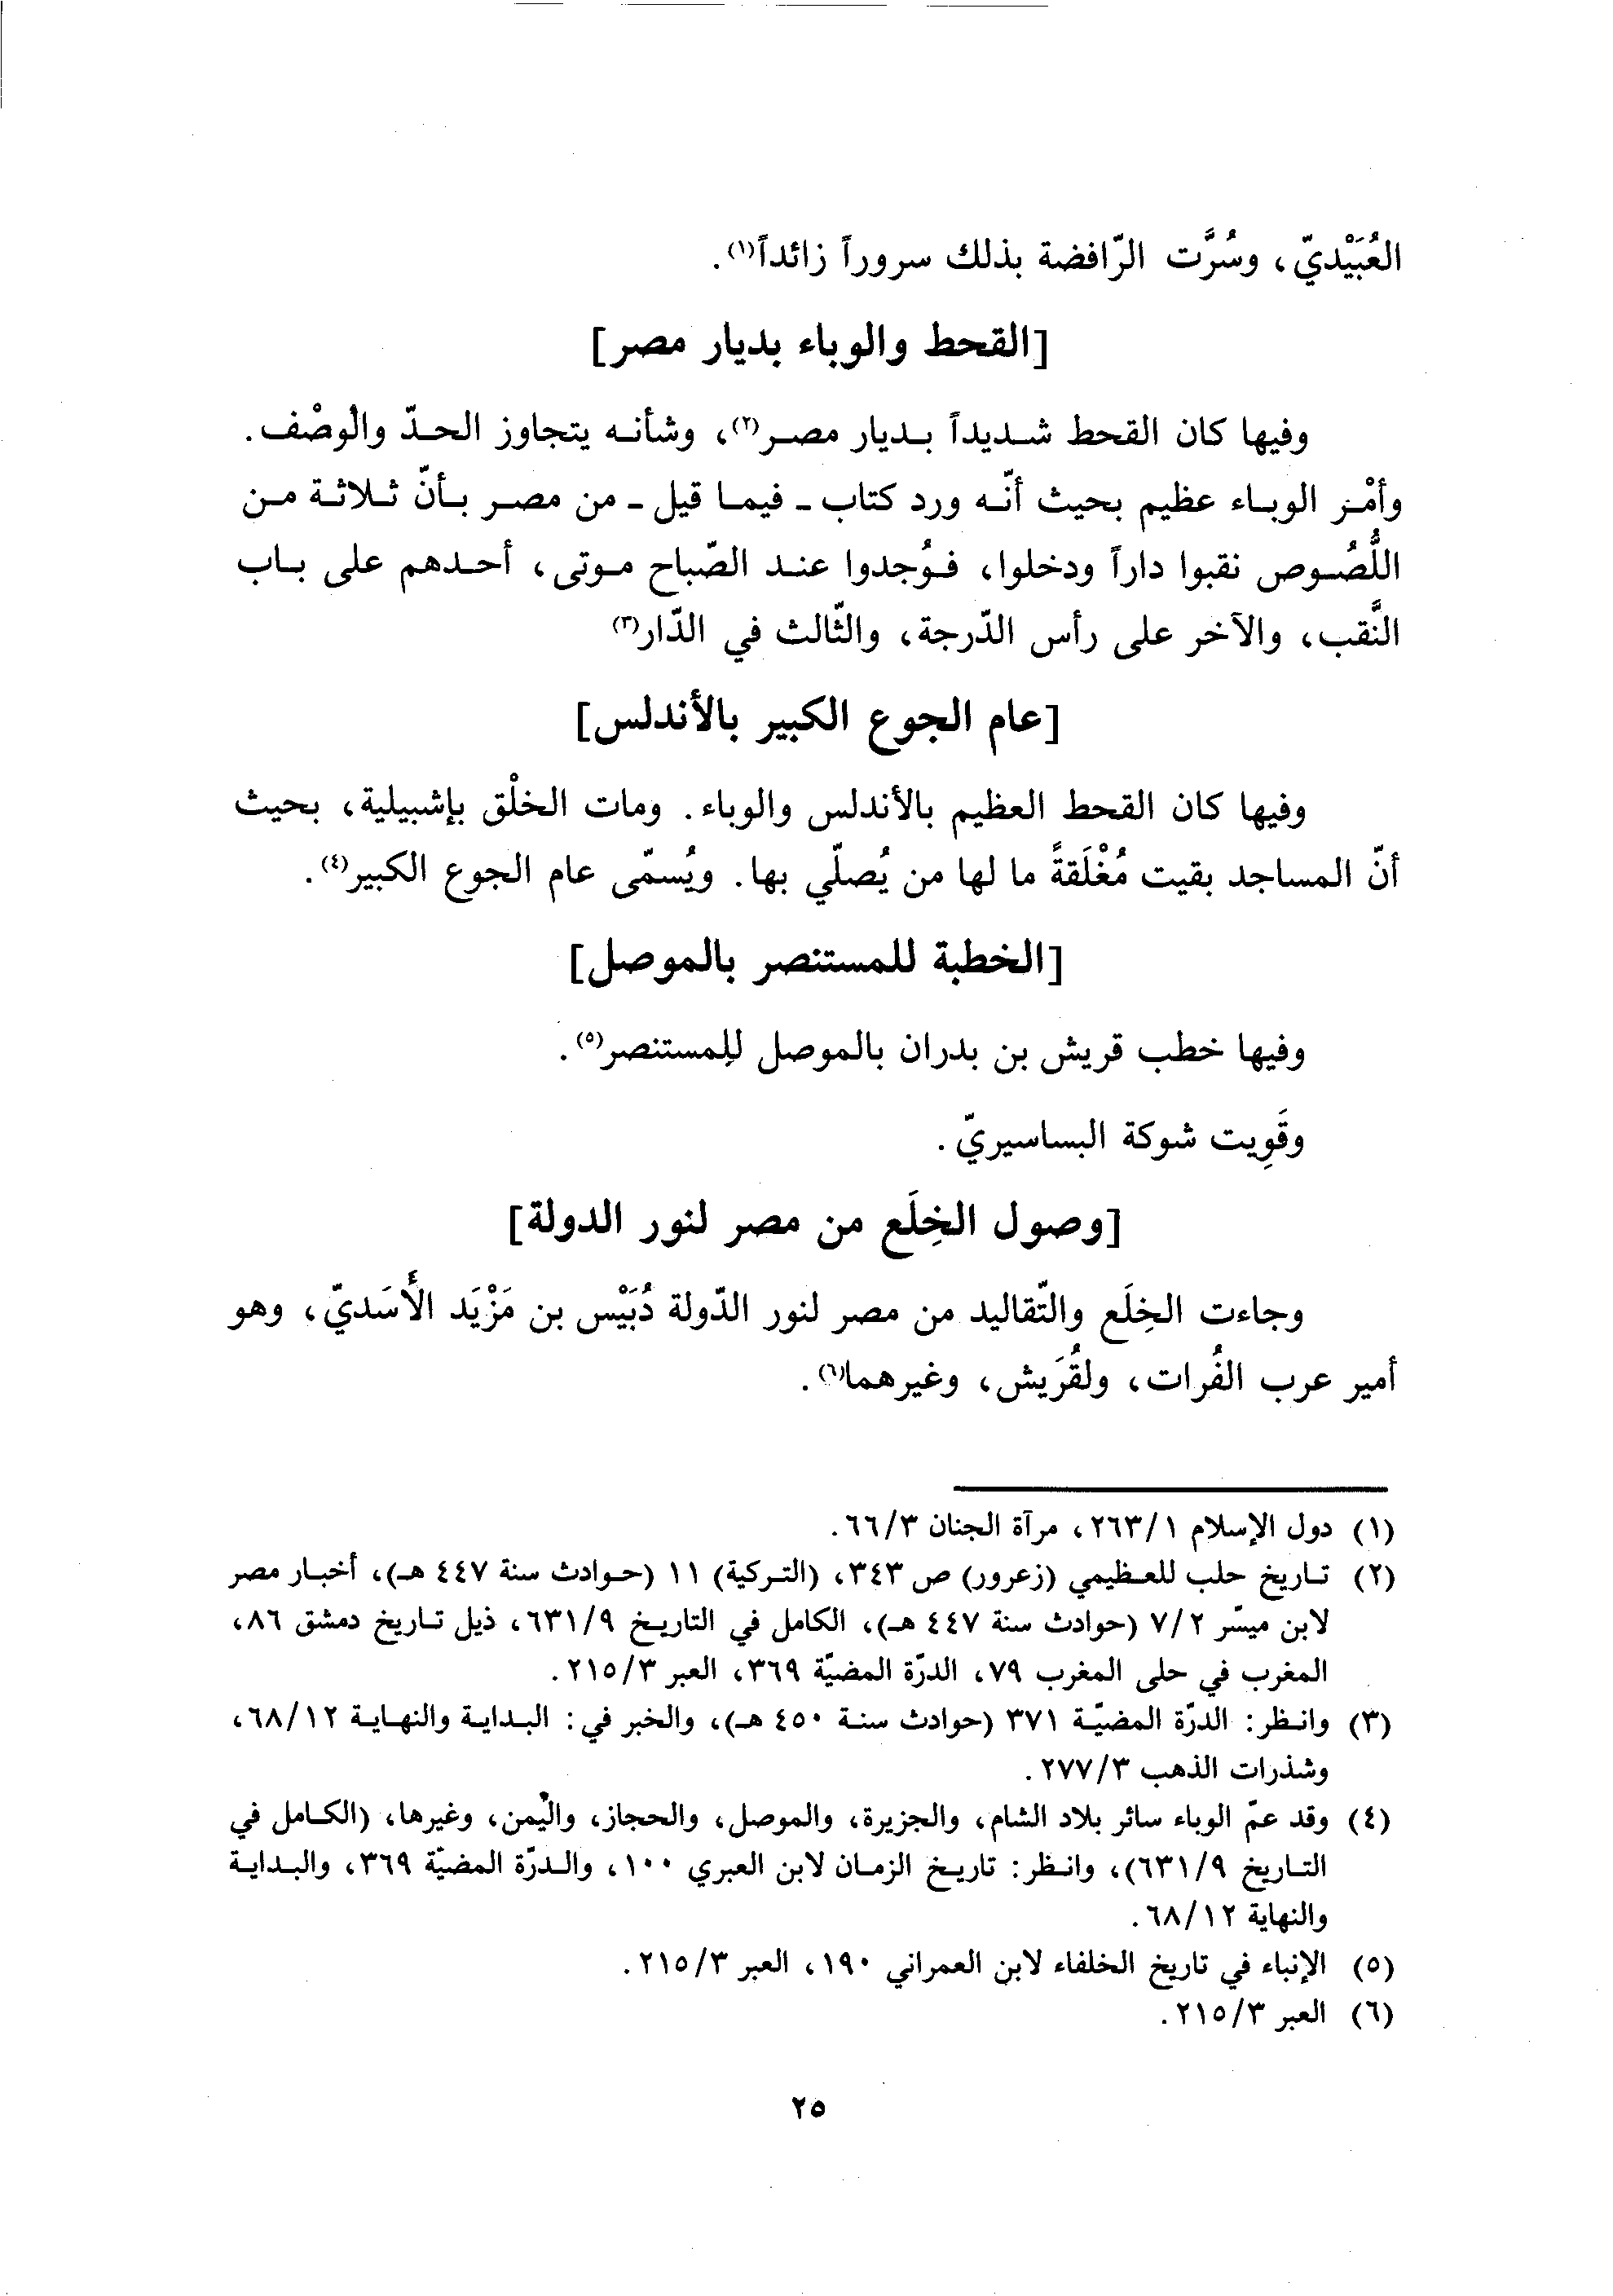 العُبَيْديّ، وسُرَّت الرّافضة بذلك سروراً زائداً(١).
[القحط والوباء بديار مصر]
وفيها كان القحط شديداً بديار مصر(٢)، وشأنه يتجاوز الحدّ والوصْف.
وأمْر الوباء عظيم بحيث أنّه ورد كتاب - فيما قيل - من مصر بأنّ ثلاثة من
اللُّصُوص نقبوا داراً ودخلوا، فوُجدوا عند الصّباح موتى، أحدهم على باب
النَّقب، والآخر على رأس الدّرجة، والثّالث في الدّار(٣)
[عام الجوع الكبير بالأندلس]
وفيها كان القحط العظيم بالأندلس والوباء. ومات الخلْق بإشبيلية، بحيث
أنّ المساجد بقيت مُغْلَقةً ما لها من يُصلّي بها. ويُسمّى عام الجوع الكبير(٤).
[الخطبة للمستنصر بالموصل]
وفيها خطب قريش بن بدران بالموصل للمستنصر(٥).
وقَوِيت شوكة البساسيريّ.
[وصول الخِلَع من مصر لنور الدولة]
وجاءت الخِلَع والتّقاليد من مصر لنور الدّولة دُبَيْس بن مَزْيَد الأَسَديّ، وهو
أمير عرب الفُرات، ولقُرَيش، وغيرهما(٦).
(١) دول الإسلام ٢٦٣/١، مرآة الجنان ٦٦/٣.
(٢) تاريخ حلب للعظيمي (زعرور) ص ٣٤٣، (التركية) ١١ (حوادث سنة ٤٤٧ هـ)، أخبار مصر
لابن ميسّر ٧/٢ (حوادث سنة ٤٤٧ هـ)، الكامل في التاريخ ٦٣١/٩، ذيل تاريخ دمشق ٨٦،
المغرب في حلى المغرب ٧٩، الدرّة المضيّة ٣٦٩، العبر ٢١٥/٣.
(٣) وانظر: الدرّة المضيّة ٣٧١ (حوادث سنة ٤٥٠ هـ)، والخبر في: البداية والنهاية ٦٨/١٢،
وشذرات الذهب ٢٧٧/٣.
(٤) وقد عمّ الوباء سائر بلاد الشام، والجزيرة، والموصل، والحجاز، واليمن، وغيرها، (الكامل في
التاريخ ٦٣١/٩)، وانظر: تاريخ الزمان لابن العبري ١٠٠، والدرّة المضيّة ٣٦٩، والبداية
والنهاية ٦٨/١٢.
(٥) الإنباء في تاريخ الخلفاء لابن العمراني ١٩٠، العبر ٢١٥/٣.
(٦) العبر ٢١٥/٣.
٢٥